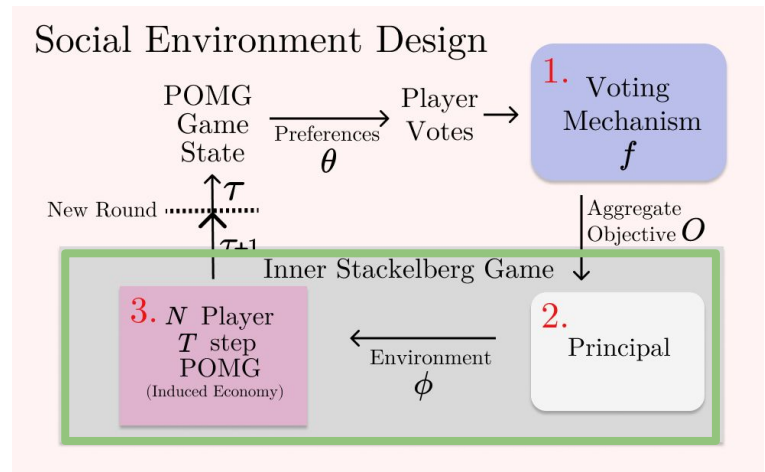 Social Environment Design
POMG
Game
State
Preferences
θ
Player
Votes
1. Voting
Mechanism
f
New Round
τ
τ+1
Aggregate
Objective O
Inner Stackelberg Game
3. N Player
T step
POMG
(Induced Economy)
Environment
ϕ
2.
Principal